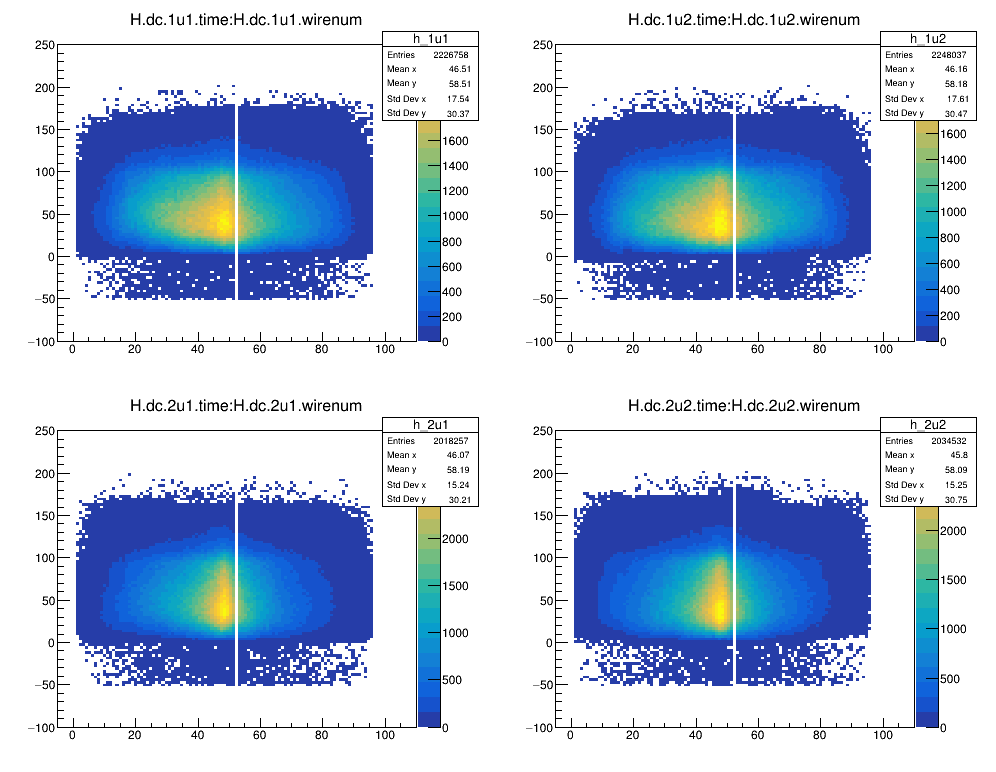 H.dc.1u1.time:H.dc.1u1.wirenum
h_1u1
Entries 2226758
Mean x 46.51
Mean y 58.51
Std Dev x 17.54
Std Dev y 30.37
250
200
150
100
50
0
−50
−100
0 20 40 60 80 100
1600
1400
1200
1000
800
600
400
200
0
H.dc.1u2.time:H.dc.1u2.wirenum
h_1u2
Entries 2248037
Mean x 46.16
Mean y 58.18
Std Dev x 17.61
Std Dev y 30.47
250
200
150
100
50
0
−50
−100
0 20 40 60 80 100
1600
1400
1200
1000
800
600
400
200
0
H.dc.2u1.time:H.dc.2u1.wirenum
h_2u1
Entries 2018257
Mean x 46.07
Mean y 58.19
Std Dev x 15.24
Std Dev y 30.21
250
200
150
100
50
0
−50
−100
0 20 40 60 80 100
2000
1500
1000
500
0
H.dc.2u2.time:H.dc.2u2.wirenum
h_2u2
Entries 2034532
Mean x 45.8
Mean y 58.09
Std Dev x 15.25
Std Dev y 30.75
250
200
150
100
50
0
−50
−100
0 20 40 60 80 100
2000
1500
1000
500
0